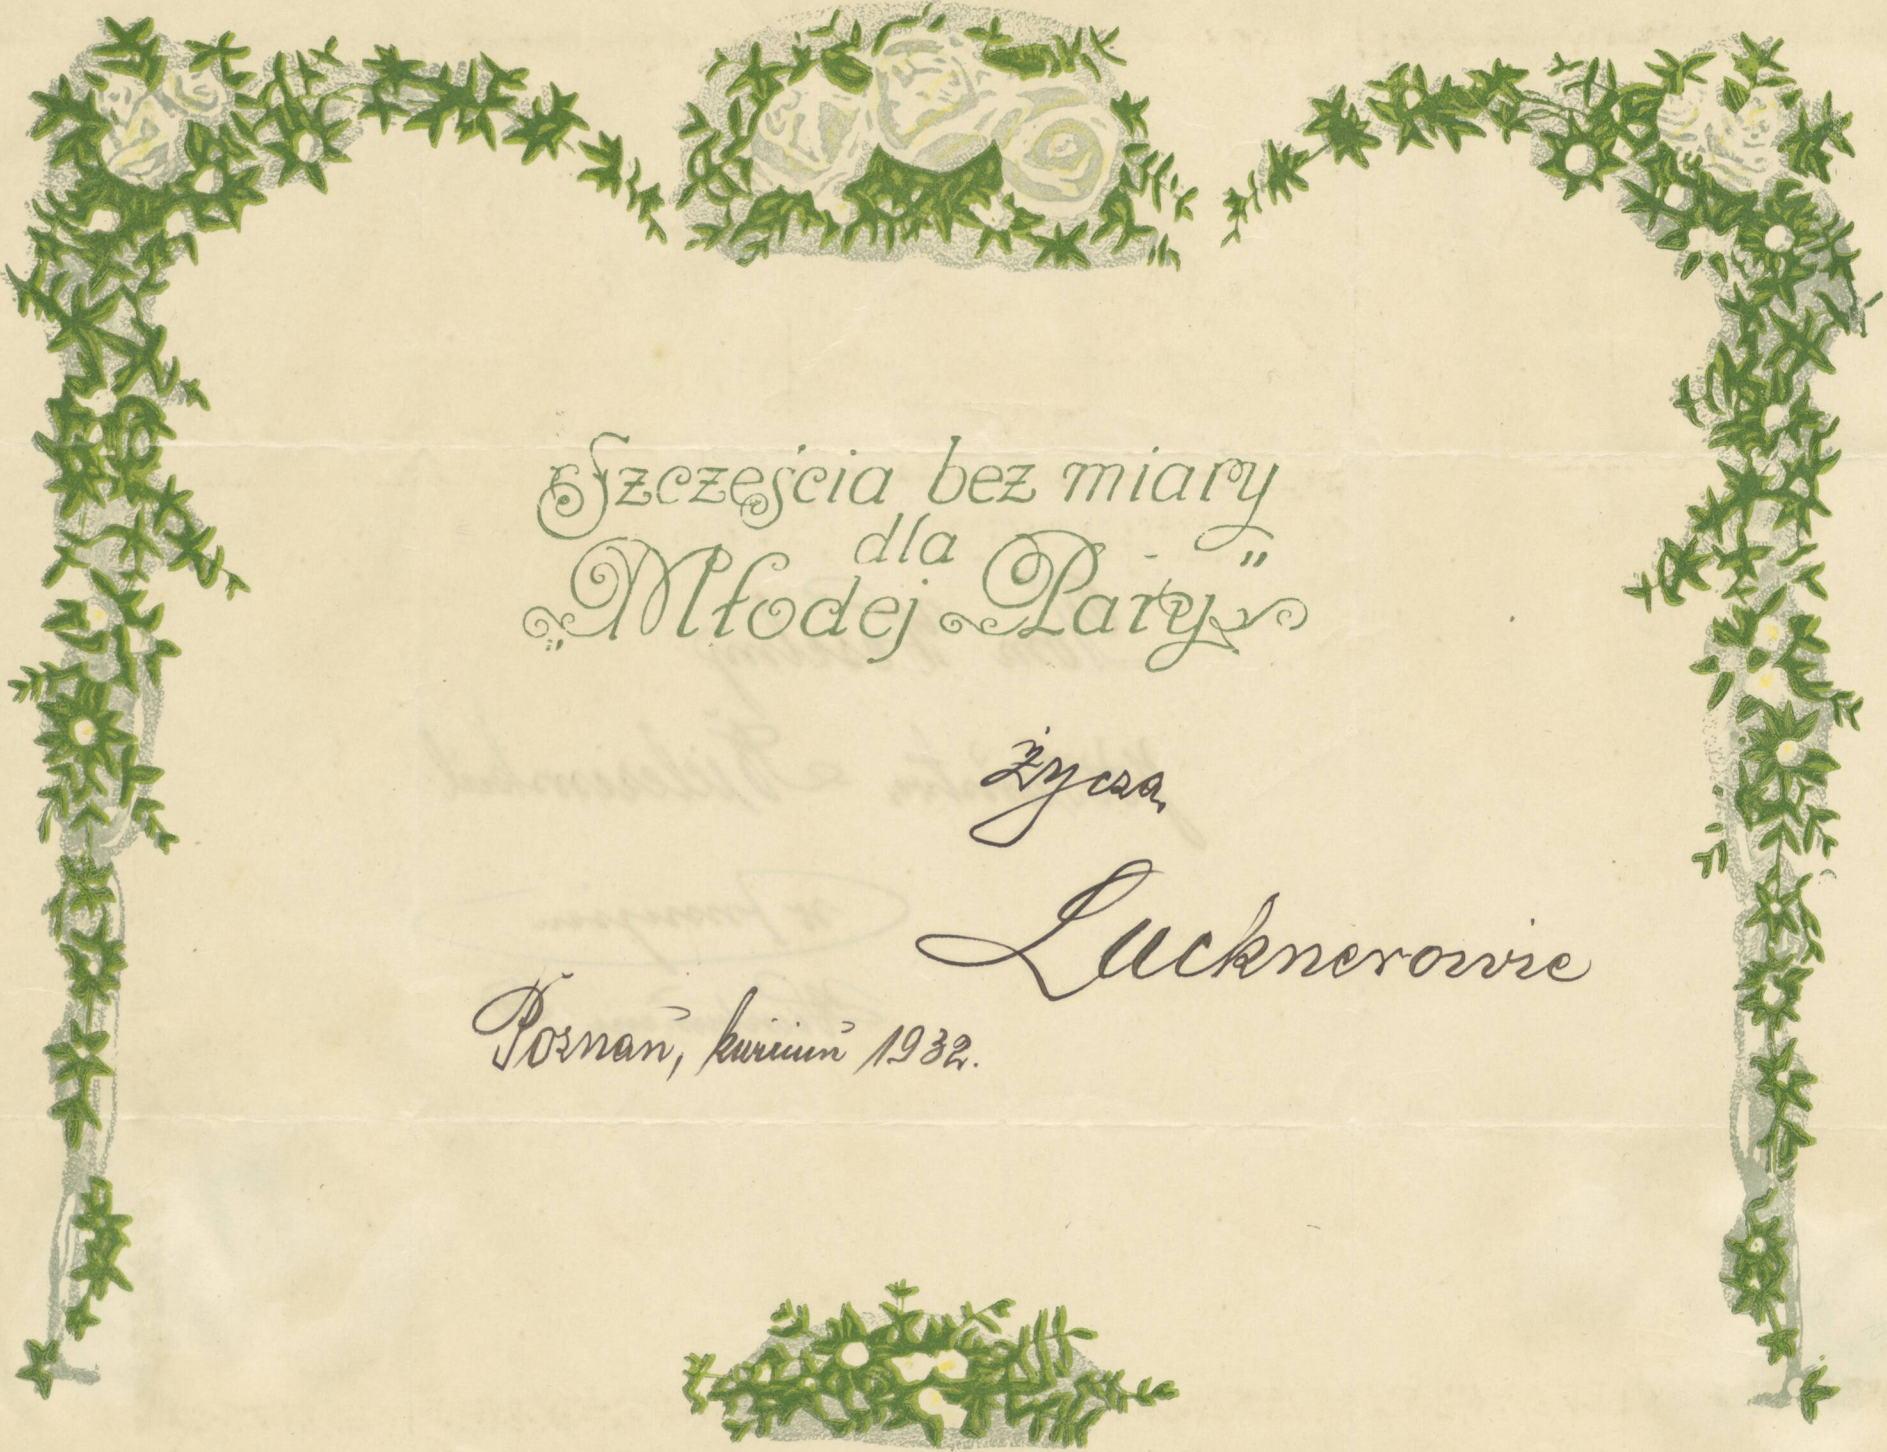 Szczęścia bez miary
dla
„Młodej Pary"
Życzą
Lucknerowie
Poznań, kwiecień 1932.